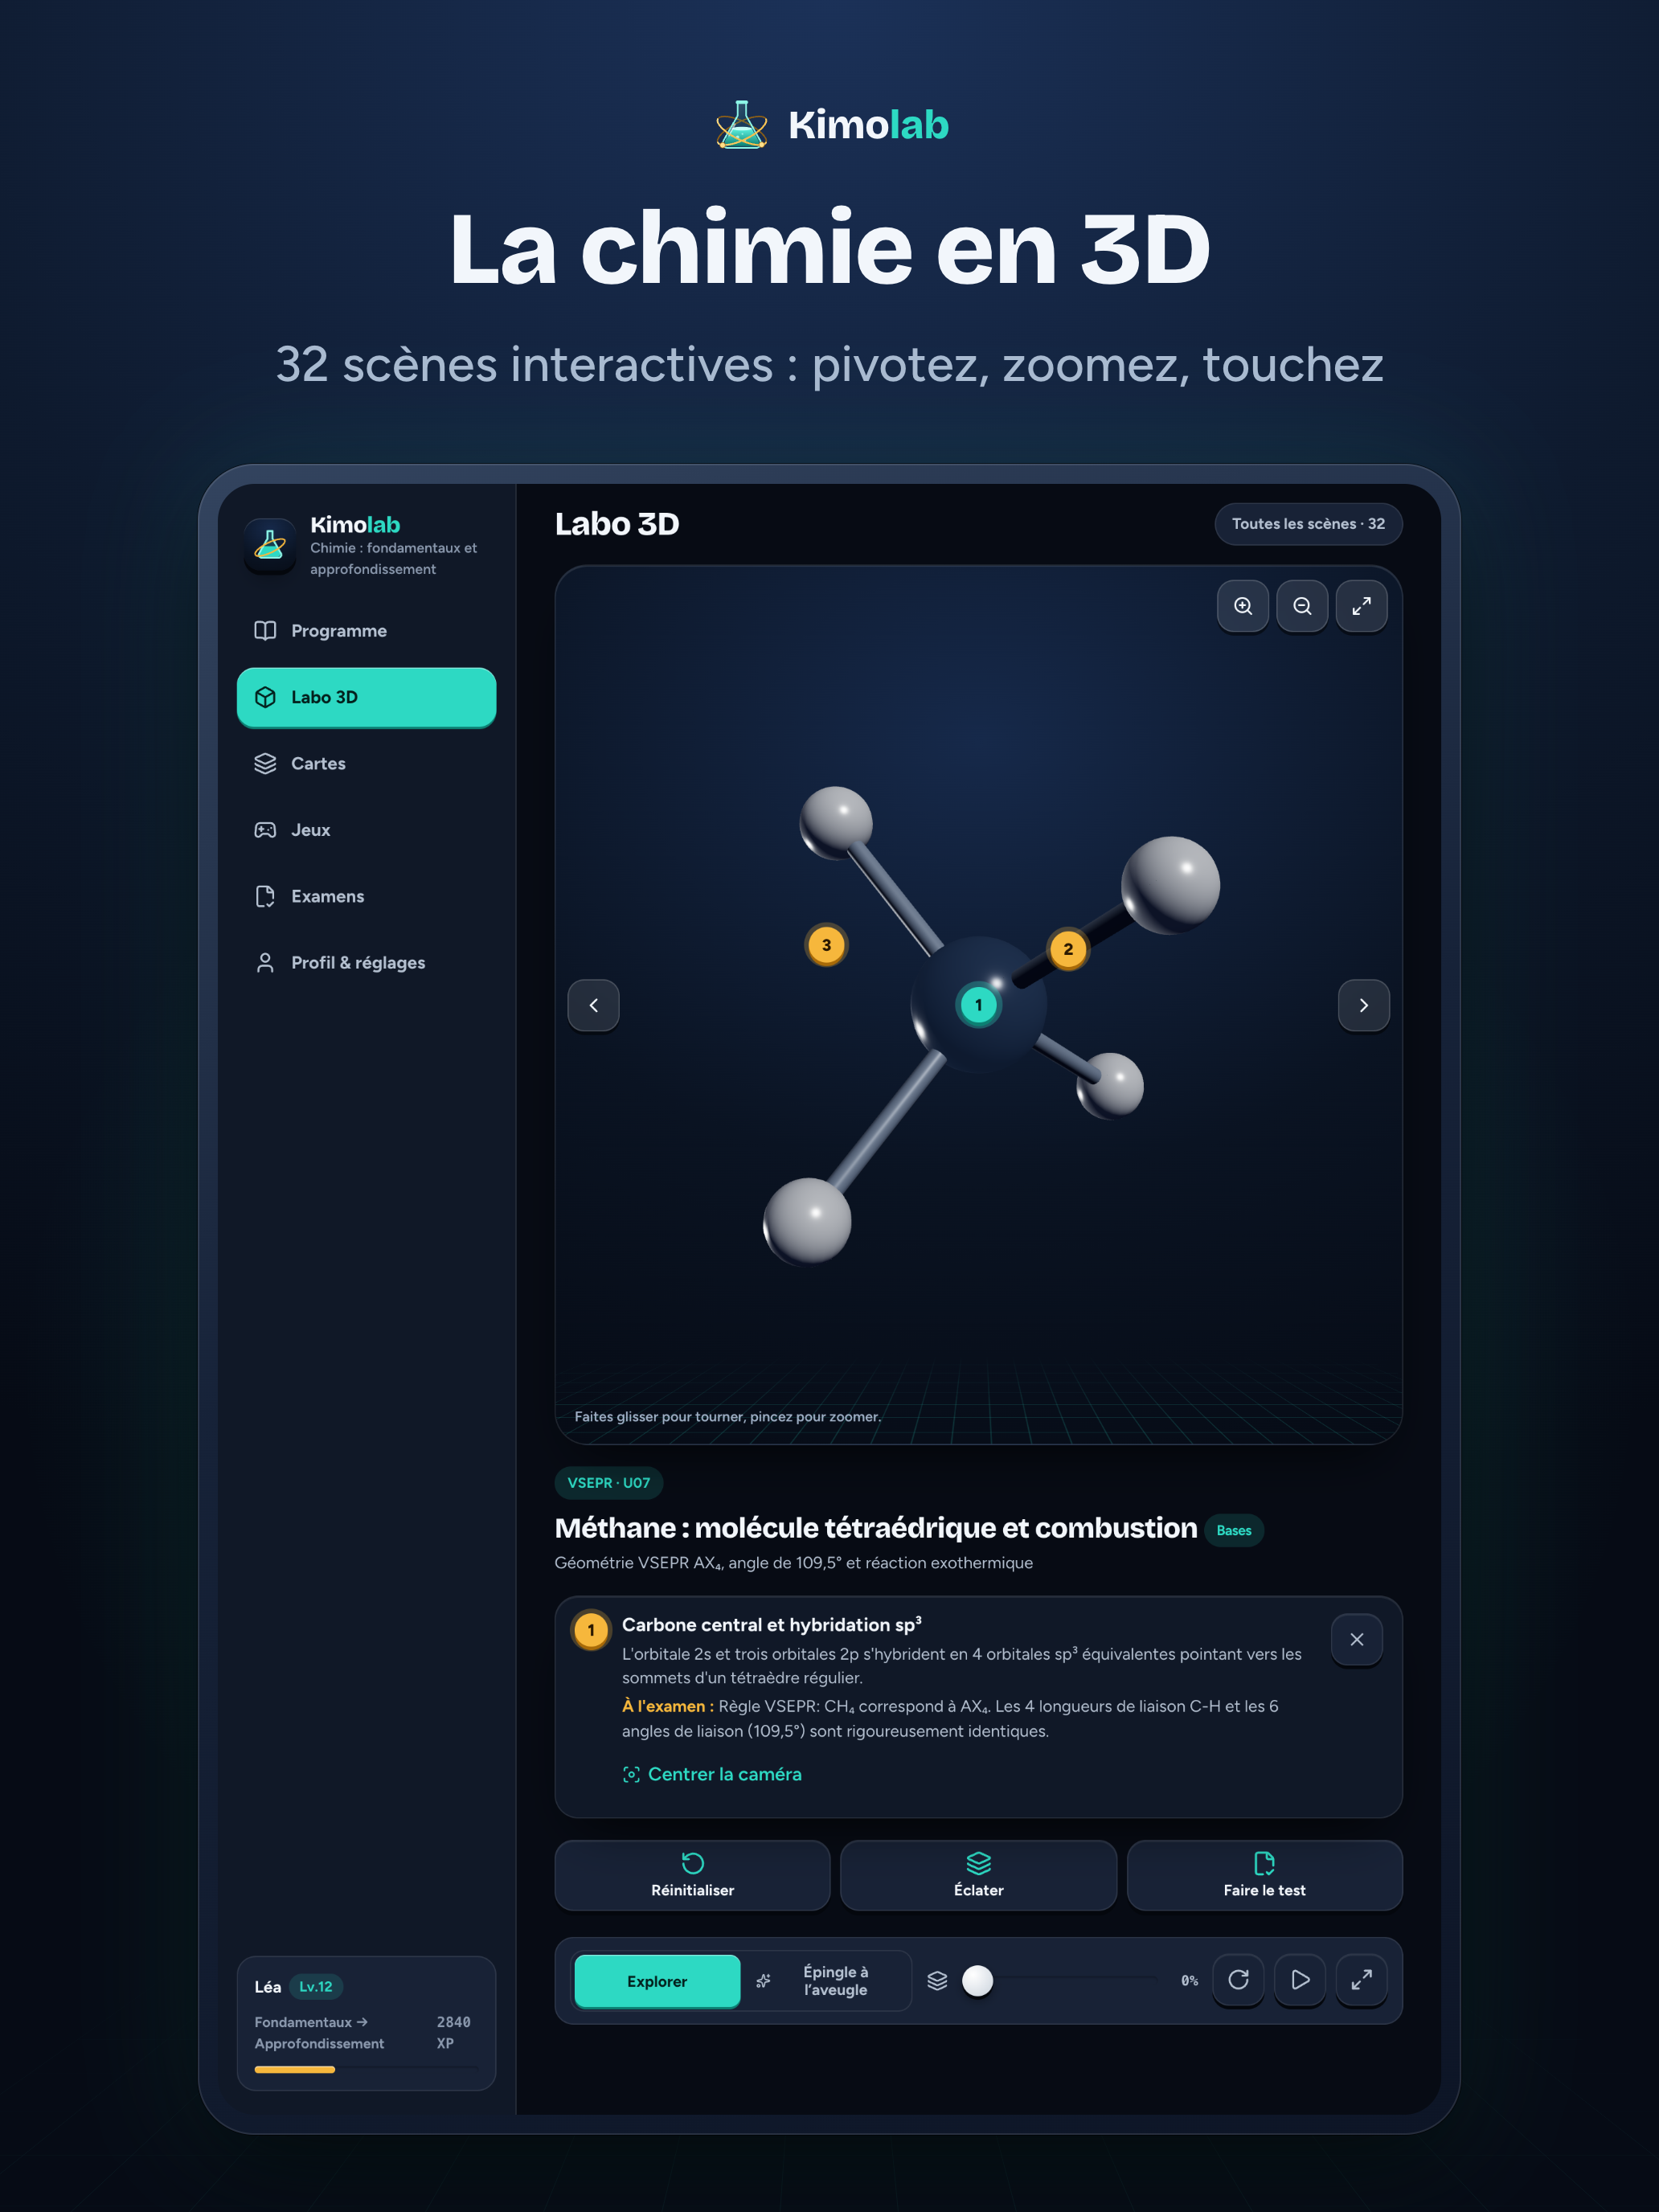 Kimolab
La chimie en 3D
32 scènes interactives : pivotez, zoomez, touchez
Kimolab
Chimie : fondamentaux et
approfondissement
Programme
Labo 3D
Cartes
Jeux
Examens
Profil & réglages
Léa Lv.12
Fondamentaux → 2840
Approfondissement XP
Labo 3D
Toutes les scènes · 32
3
2
1
Faites glisser pour tourner, pincez pour zoomer.
VSEPR · U07
Méthane : molécule tétraédrique et combustion Bases
Géométrie VSEPR AX₄, angle de 109,5° et réaction exothermique
1 Carbone central et hybridation sp³
L'orbitale 2s et trois orbitales 2p s'hybrident en 4 orbitales sp³ équivalentes pointant vers les
sommets d'un tétraèdre régulier.
À l'examen : Règle VSEPR: CH₄ correspond à AX₄. Les 4 longueurs de liaison C-H et les 6
angles de liaison (109,5°) sont rigoureusement identiques.
Centrer la caméra
Réinitialiser
Éclater
Faire le test
Explorer
Épingle à
l'aveugle
0%